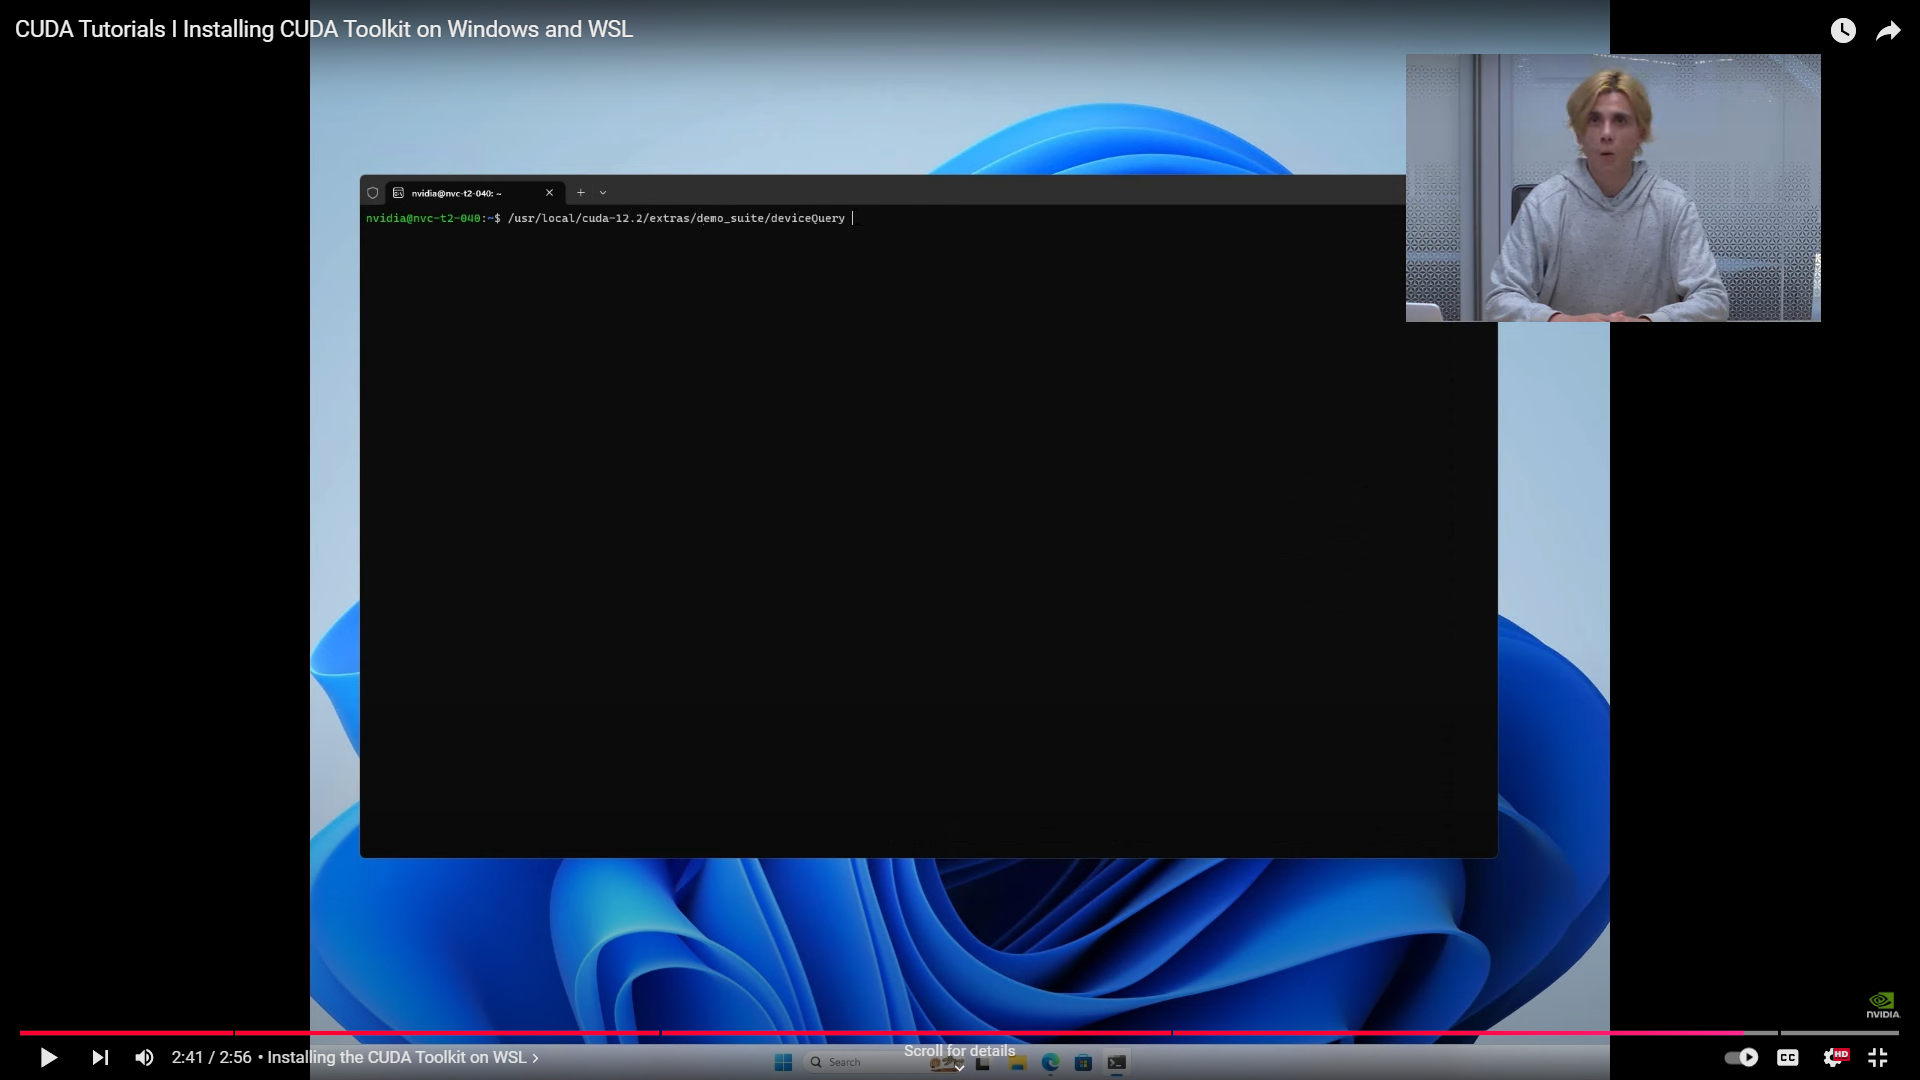 CUDA Tutorials I Installing CUDA Toolkit on Windows and WSL
nvidia@nvc-t2-040: ~
nvidia@nvc-t2-040:~$ /usr/local/cuda-12.2/extras/demo_suite/deviceQuery
NVIDIA.
2:41 / 2:56 • Installing the CUDA Toolkit on WSL
Scroll for details
Search
CC
HD